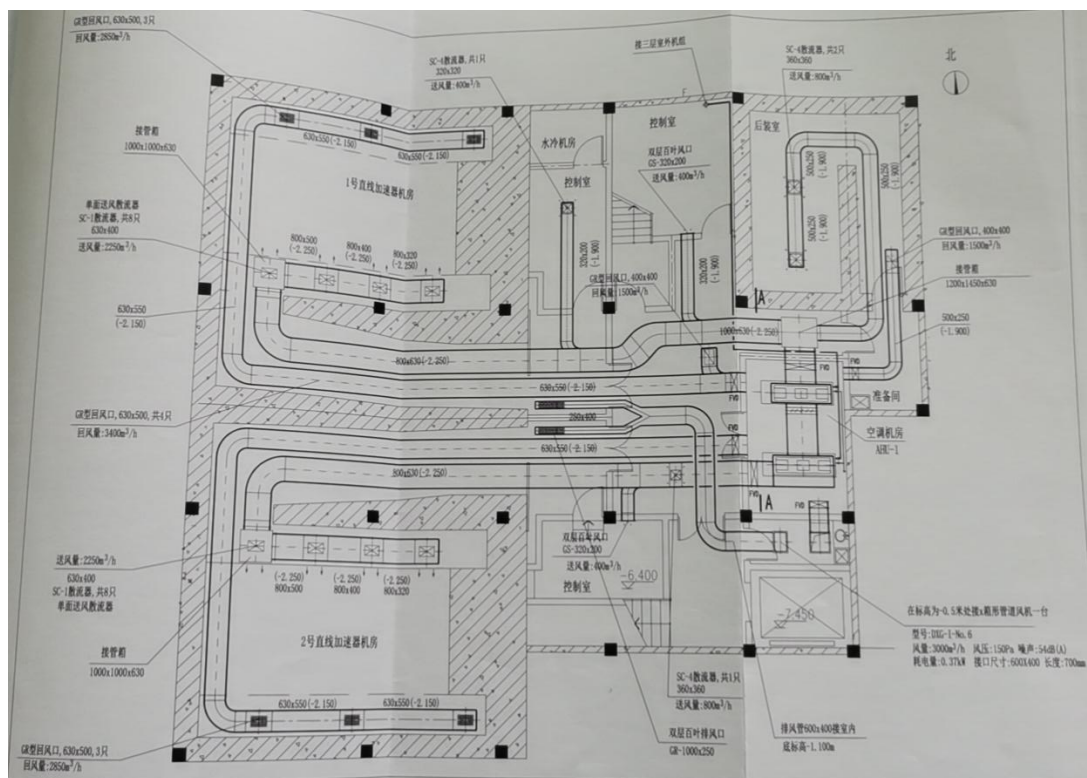 GR型回风口,630x500,3只
回风量:2850m³/h
SC-4散流器,共1只
320x320
送风量:400m³/h
接三层室外机组
SC-4散流器,共2只
360x360
送风量:800m³/h
北
接管箱
1000x1000x630
630x550(-2.150)
630x550(-2.150)
1号直线加速器机房
水冷机房
控制室
控制室
双层百叶风口
GS-320x200
送风量:400m³/h
后装室
500x250
(-1.900)
500x250
(-1.900)
500x250
(-1.900)
单面送风散流器
SC-1散流器,共8只
630x400
送风量:2250m³/h
800x500
(-2.250)
800x400
(-2.250)
800x320
(-2.250)
320x200
(-1.900)
GR型回风口,400x400
回风量:1500m³/h
320x200
(-1.900)
GR型回风口,400x400
回风量:1500m³/h
接管箱
1200x1450x630
630x550
(-2.150)
A
1000x630(-2.250)
500x250
(-1.900)
800x630(-2.250)
630x550(-2.150)
FVD
FVD
FVD
GR型回风口,630x500,共4只
回风量:3400m³/h
250x400
630x550(-2.150)
800x630(-2.250)
FVD
准备间
空调机房
AHU-1
FVD
FVD
A
送风量:2250m³/h
630x400
SC-1散流器,共8只
单面送风散流器
(-2.250)
800x500
(-2.250)
800x400
(-2.250)
800x320
双层百叶风口
GS-320x200
送风量:400m³/h
控制室
-6.400
-7.450
在标高为-0.5米处接x箱形管道风机一台
型号:DXG-I-No.6
风量:3000m³/h 风压:150Pa 噪声:54dB(A)
耗电量:0.37kW 接口尺寸:600X400 长度:700mm
接管箱
1000x1000x630
2号直线加速器机房
630x550(-2.150)
630x550(-2.150)
SC-4散流器,共1只
360x360
送风量:800m³/h
双层百叶排风口
GR-1000x250
排风管600x400接室内
底标高-1.100m
GR型回风口,630x500,3只
回风量:2850m³/h